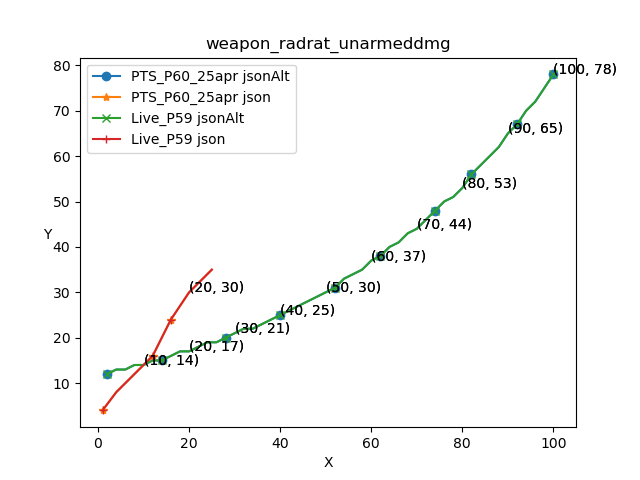 weapon_radrat_unarmeddmg
PTS_P60_25apr jsonAlt
PTS_P60_25apr json
Live_P59 jsonAlt
Live_P59 json
80
70
60
50
40
30
20
10
Y
(100, 78)
(90, 65)
(80, 53)
(70, 44)
(60, 37)
(50, 30)
(20, 30)
(40, 25)
(30, 21)
(20, 17)
(10, 14)
0 20 40 60 80 100
X